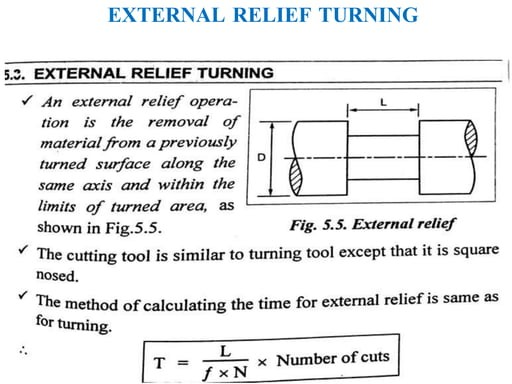 EXTERNAL RELIEF TURNING
5.3. EXTERNAL RELIEF TURNING
✓ An external relief opera-
tion is the removal of
material from a previously
turned surface along the
same axis and within the
limits of turned area, as
shown in Fig.5.5.
L
D
Fig. 5.5. External relief
✓ The cutting tool is similar to turning tool except that it is square
nosed.
✓ The method of calculating the time for external relief is same as
for turning.
∴ T = L / f × N × Number of cuts